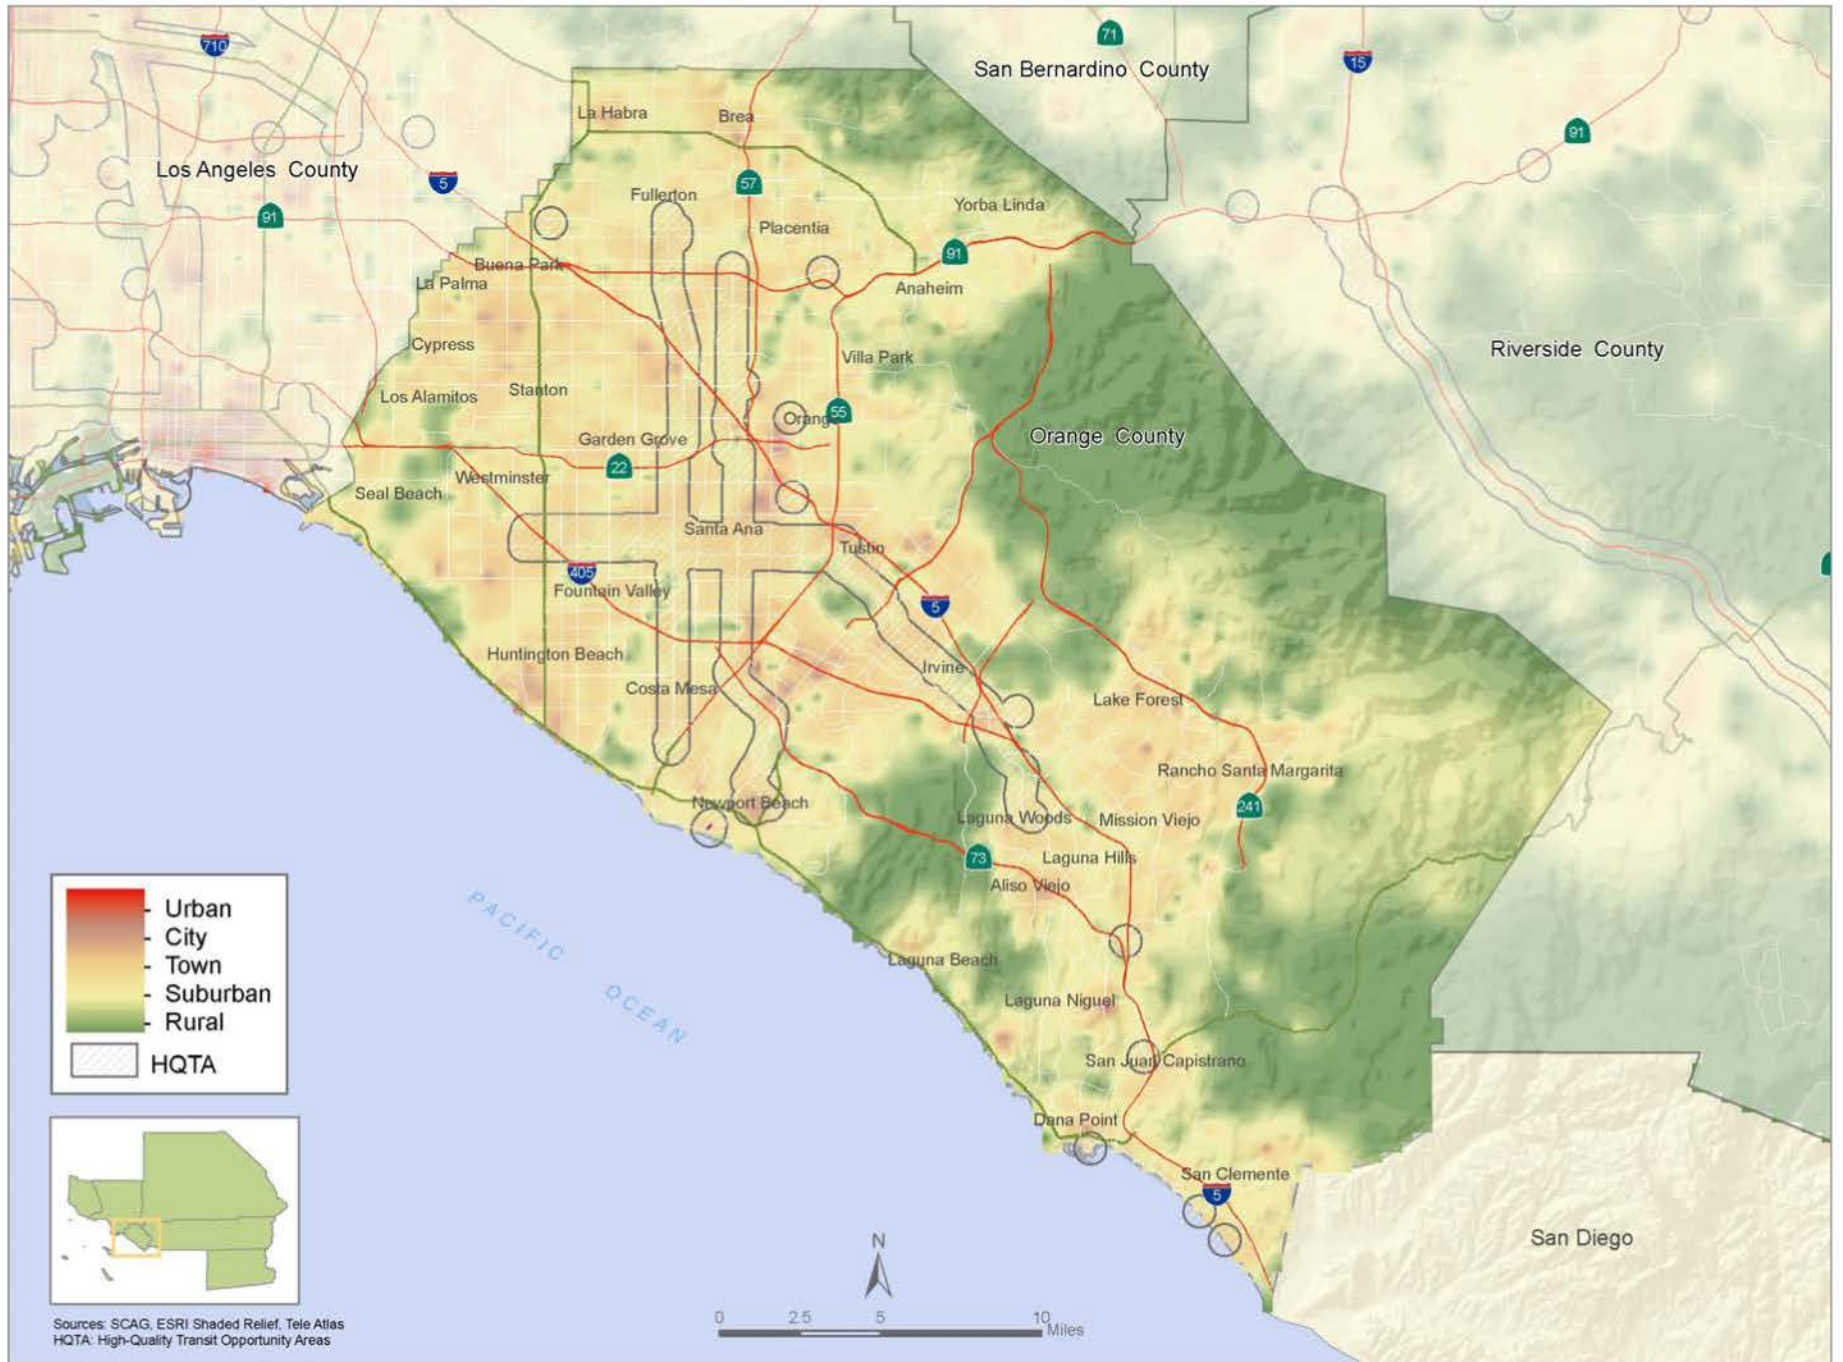 710
71
San Bernardino County
15
La Habra
Brea
91
Los Angeles County
5
57
Fullerton
Yorba Linda
91
Placentia
91
Buena Park
La Palma
Anaheim
Cypress
Villa Park
Riverside County
Stanton
Los Alamitos
55
Orange
Orange County
Garden Grove
22
Westminster
Seal Beach
Santa Ana
Tustin
405
Fountain Valley
5
Huntington Beach
Irvine
Costa Mesa
Lake Forest
Rancho Santa Margarita
Newport Beach
241
Laguna Woods
Mission Viejo
73
Laguna Hills
Aliso Viejo
Urban
City
Town
Suburban
Rural
HQTA
PACIFIC
OCEAN
Laguna Beach
Laguna Niguel
San Juan Capistrano
Dana Point
San Clemente
5
San Diego
N
0 2.5 5 10
Miles
Sources: SCAG, ESRI Shaded Relief, Tele Atlas
HQTA: High-Quality Transit Opportunity Areas